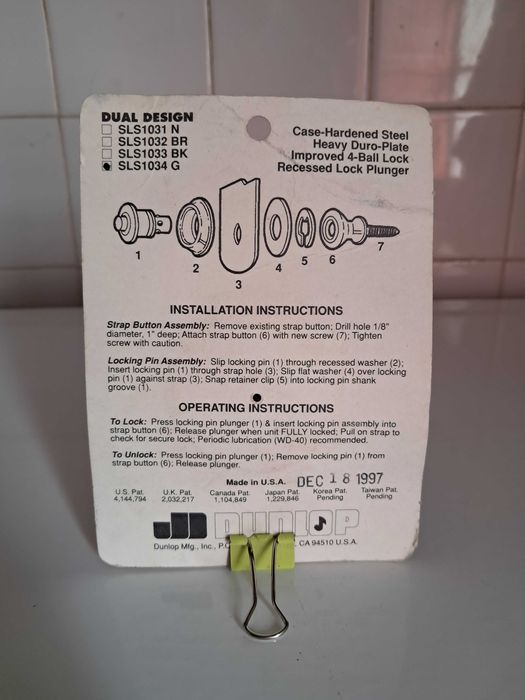 DUAL DESIGN
SLS1031 N
SLS1032 BR
SLS1033 BK
SLS1034 G
Case-Hardened Steel
Heavy Duro-Plate
Improved 4-Ball Lock
Recessed Lock Plunger
1
2
3
4
5
6
7
INSTALLATION INSTRUCTIONS
Strap Button Assembly: Remove existing strap button; Drill hole 1/8"
diameter, 1" deep; Attach strap button (6) with new screw (7); Tighten
screw with caution.
Locking Pin Assembly: Slip locking pin (1) through recessed washer (2);
Insert locking pin (1) through strap hole (3); Slip flat washer (4) over locking
pin (1) against strap (3); Snap retainer clip (5) into locking pin shank
groove (1).
OPERATING INSTRUCTIONS
To Lock: Press locking pin plunger (1) & insert locking pin assembly into
strap button (6); Release plunger when unit FULLY locked; Pull on strap to
check for secure lock; Periodic lubrication (WD-40) recommended.
To Unlock: Press locking pin plunger (1); Remove locking pin (1) from
strap button (6); Release plunger.
Made in U.S.A. DEC 18 1997
U.S. Pat. U.K. Pat. Canada Pat. Japan Pat. Korea Pat. Taiwan Pat.
4,144,794 2,032,217 1,104,849 1,229,846 Pending Pending
DUNLOP
Dunlop Mfg., Inc., P.O CA 94510 U.S.A.